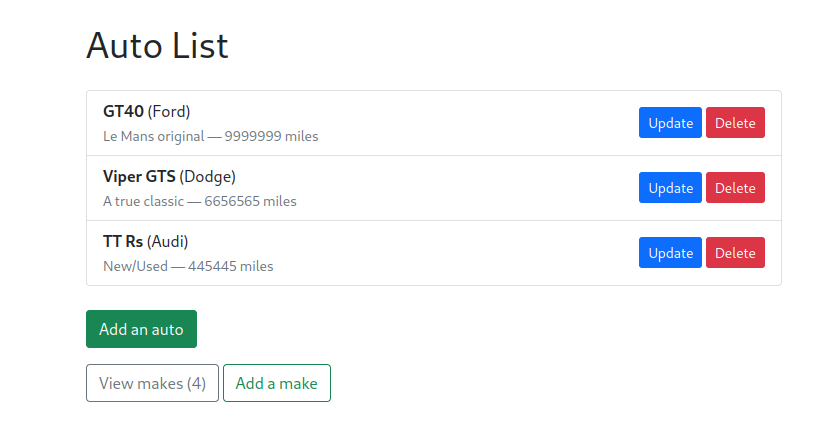 Auto List
GT40 (Ford)
Le Mans original — 9999999 miles
Update Delete
Viper GTS (Dodge)
A true classic — 6656565 miles
Update Delete
TT Rs (Audi)
New/Used — 445445 miles
Update Delete
Add an auto
View makes (4) Add a make